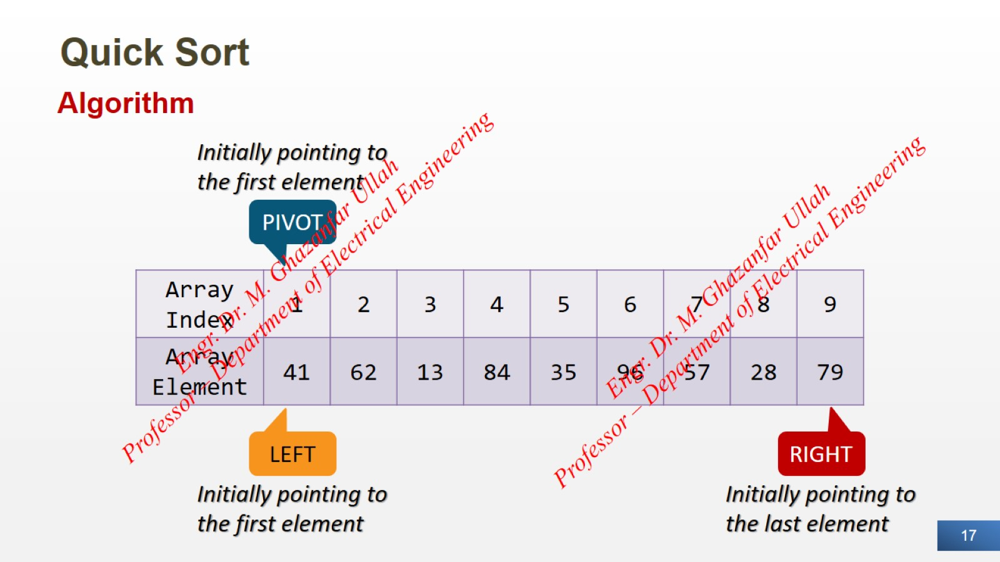 Quick Sort
Algorithm
Initially pointing to
the first element
PIVOT
Array
Index
1 2 3 4 5 6 7 8 9
Array
Element
41 62 13 84 35 96 57 28 79
LEFT
RIGHT
Initially pointing to
the first element
Initially pointing to
the last element
Engr. Dr. M. Ghazanfar Ullah
Professor – Department of Electrical Engineering
Engr. Dr. M. Ghazanfar Ullah
Professor – Department of Electrical Engineering
17